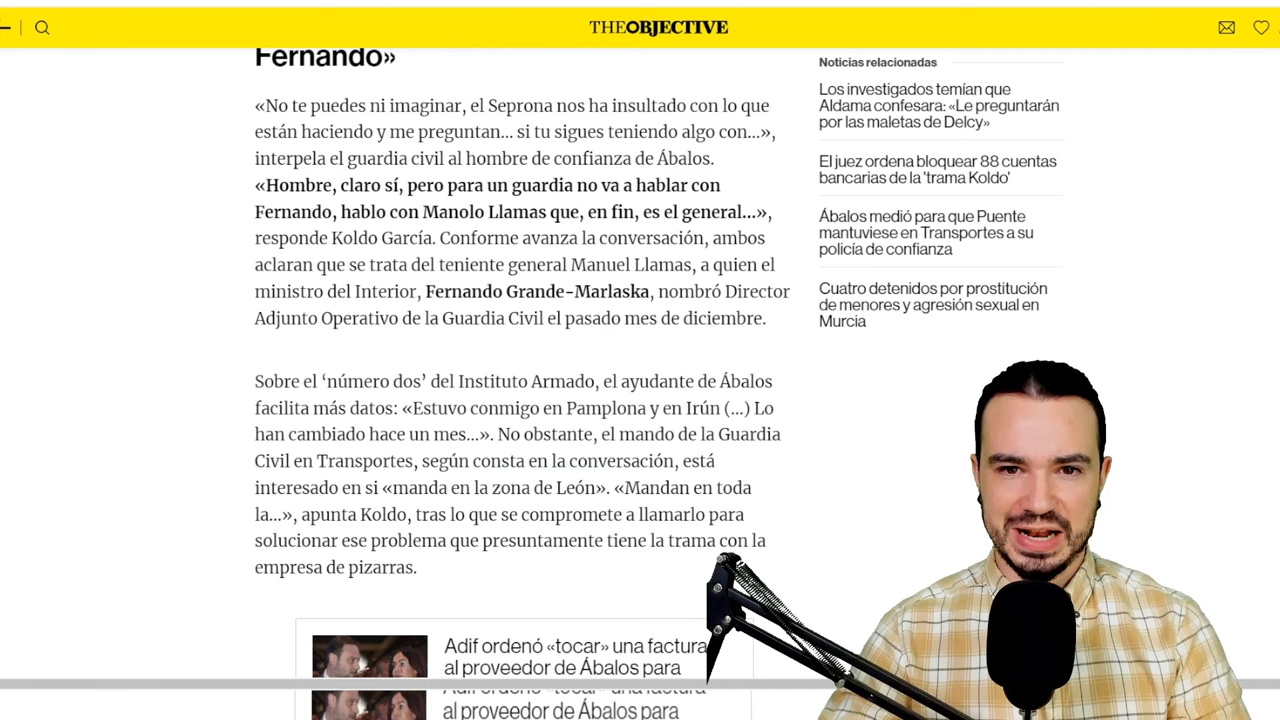 THEOBJECTIVE
Fernando»
«No te puedes ni imaginar, el Seprona nos ha insultado con lo que
están haciendo y me preguntan... si tu sigues teniendo algo con...»,
interpela el guardia civil al hombre de confianza de Ábalos.
«Hombre, claro sí, pero para un guardia no va a hablar con
Fernando, hablo con Manolo Llamas que, en fin, es el general...»,
responde Koldo García. Conforme avanza la conversación, ambos
aclaran que se trata del teniente general Manuel Llamas, a quien el
ministro del Interior, Fernando Grande-Marlaska, nombró Director
Adjunto Operativo de la Guardia Civil el pasado mes de diciembre.
Sobre el ‘número dos’ del Instituto Armado, el ayudante de Ábalos
facilita más datos: «Estuvo conmigo en Pamplona y en Irún (...) Lo
han cambiado hace un mes...». No obstante, el mando de la Guardia
Civil en Transportes, según consta en la conversación, está
interesado en si «manda en la zona de León». «Mandan en toda
la...», apunta Koldo, tras lo que se compromete a llamarlo para
solucionar ese problema que presuntamente tiene la trama con la
empresa de pizarras.
Adif ordenó «tocar» una factura
al proveedor de Ábalos para
Adif ordenó «tocar» una factura
al proveedor de Ábalos para
Noticias relacionadas
Los investigados temían que
Aldama confesara: «Le preguntarán
por las maletas de Delcy»
El juez ordena bloquear 88 cuentas
bancarias de la 'trama Koldo'
Ábalos medió para que Puente
mantuviese en Transportes a su
policía de confianza
Cuatro detenidos por prostitución
de menores y agresión sexual en
Murcia